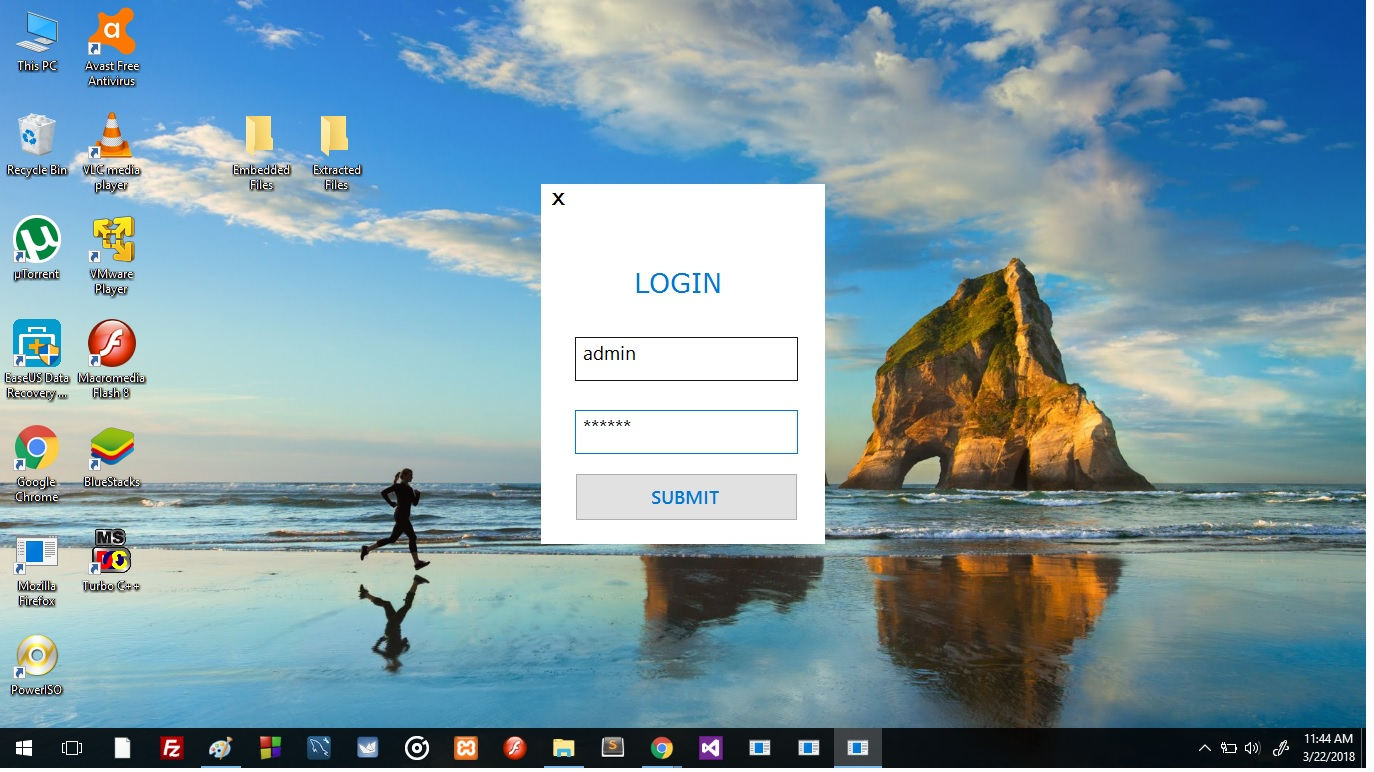 This PC
Avast Free
Antivirus
Recycle Bin
VLC media
player
Embedded
Files
Extracted
Files
µTorrent
VMware
Player
EaseUS Data
Recovery ...
Macromedia
Flash 8
Google
Chrome
BlueStacks
Mozilla
Firefox
MS
Turbo C++
PowerISO
X
LOGIN
admin
******
SUBMIT
Fz
S
11:44 AM
3/22/2018